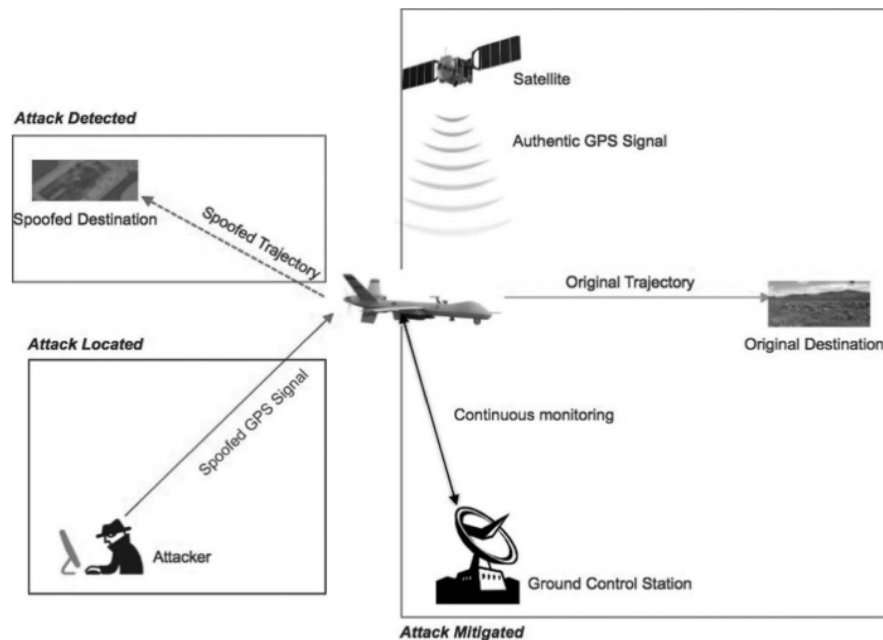 Satellite
Authentic GPS Signal
Attack Detected
Spoofed Destination
Spoofed Trajectory
Original Trajectory
Original Destination
Attack Located
Spoofed GPS Signal
Continuous monitoring
Attacker
Ground Control Station
Attack Mitigated